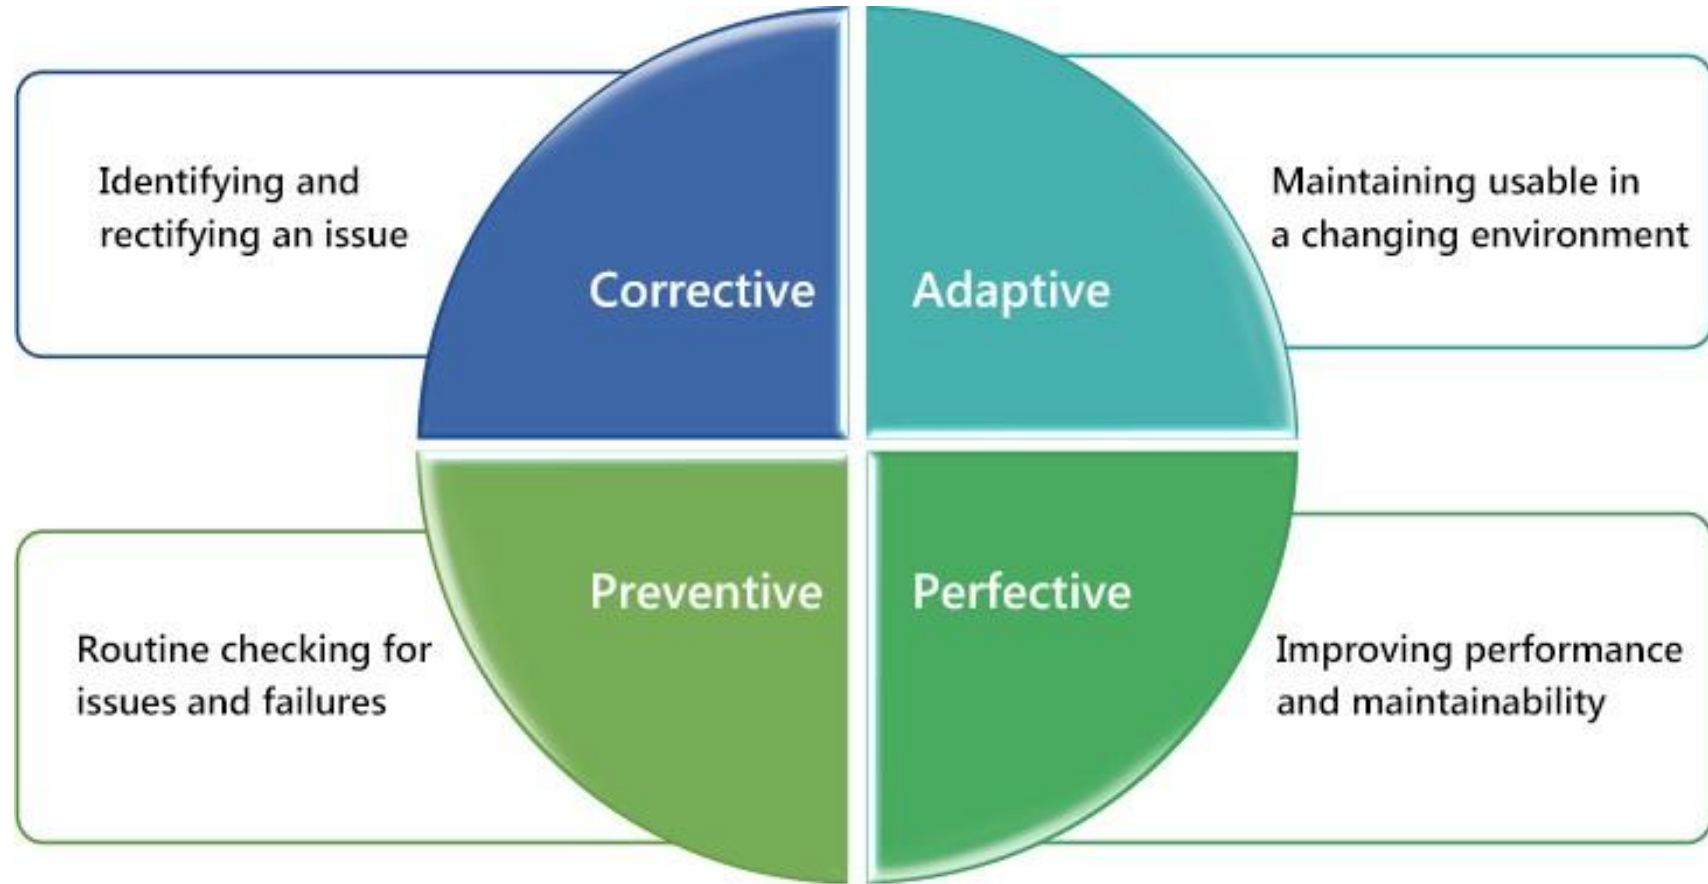 Identifying and
rectifying an issue
Corrective
Adaptive
Maintaining usable in
a changing environment
Preventive
Routine checking for
issues and failures
Perfective
Improving performance
and maintainability